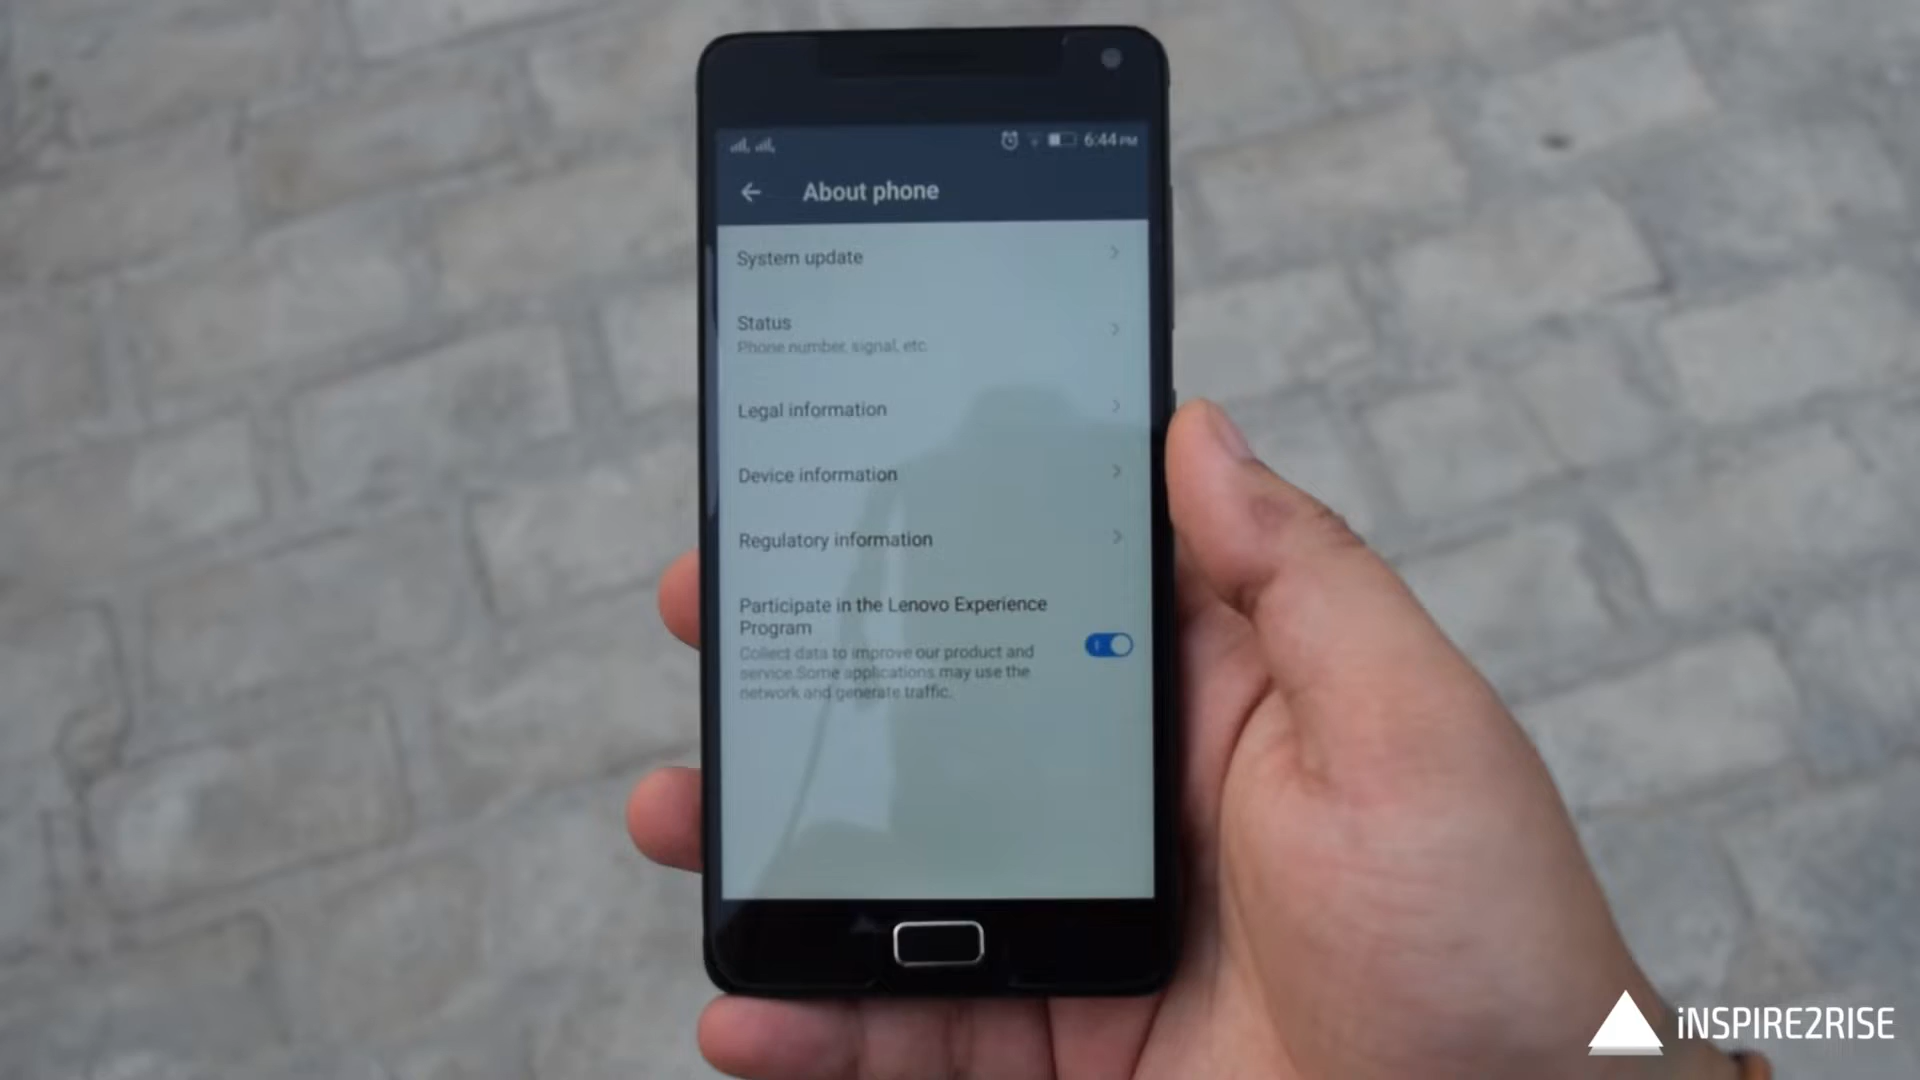 6:44 PM
About phone
System update
Status
Phone number, signal, etc.
Legal information
Device information
Regulatory information
Participate in the Lenovo Experience
Program
Collect data to improve our product and
service.Some applications may use the
network and generate traffic.
iNSPIRE2RISE